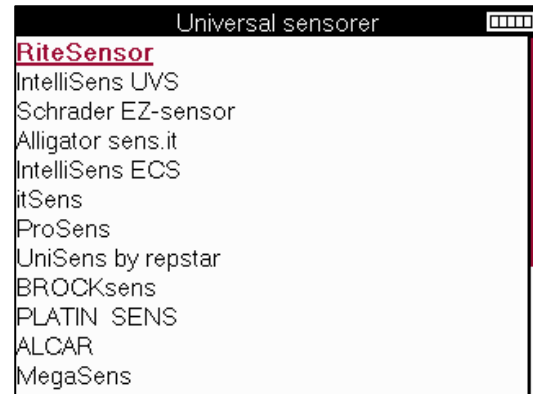 Universal sensorer
RiteSensor
IntelliSens UVS
Schrader EZ-sensor
Alligator sens.it
IntelliSens ECS
itSens
ProSens
UniSens by repstar
BROCKsens
PLATIN  SENS
ALCAR
MegaSens